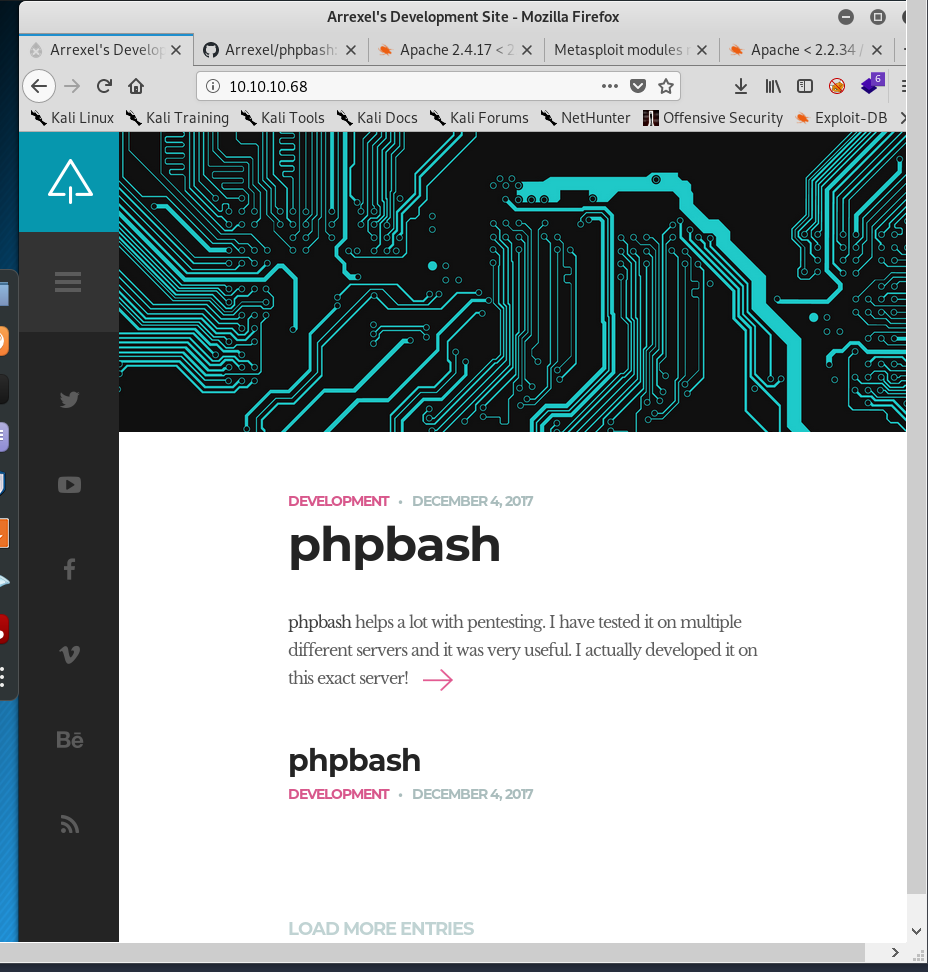 Arrexel's Development Site - Mozilla Firefox
Arrexel's Develop
Arrexel/phpbash:
Apache 2.4.17 < 2
Metasploit modules
Apache < 2.2.34 /
10.10.10.68
6
Kali Linux
Kali Training
Kali Tools
Kali Docs
Kali Forums
NetHunter
Offensive Security
Exploit-DB
DEVELOPMENT • DECEMBER 4, 2017
phpbash
phpbash helps a lot with pentesting. I have tested it on multiple
different servers and it was very useful. I actually developed it on
this exact server!
phpbash
DEVELOPMENT • DECEMBER 4, 2017
Bē
LOAD MORE ENTRIES